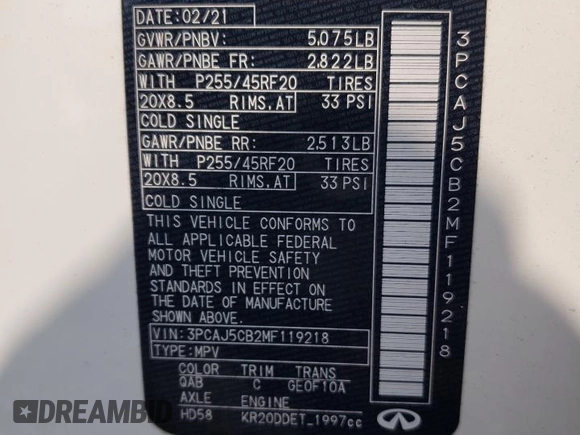 DATE: 02/21
GVWR/PNBV: 5.075LB
GAWR/PNBE FR: 2.822LB
WITH P255/45RF20 TIRES
20X8.5 RIMS.AT 33 PSI
COLD SINGLE
GAWR/PNBE RR: 2.513LB
WITH P255/45RF20 TIRES
20X8.5 RIMS.AT 33 PSI
COLD SINGLE
THIS VEHICLE CONFORMS TO
ALL APPLICABLE FEDERAL
MOTOR VEHICLE SAFETY
AND THEFT PREVENTION
STANDARDS IN EFFECT ON
THE DATE OF MANUFACTURE
SHOWN ABOVE.
VIN: 3PCAJ5CB2MF119218
TYPE: MPV
COLOR TRIM TRANS
QAB C GE0F10A
AXLE ENGINE
HD58 KR20DDET_1997cc
3PCAJ5CB2MF119218
DREAMBID